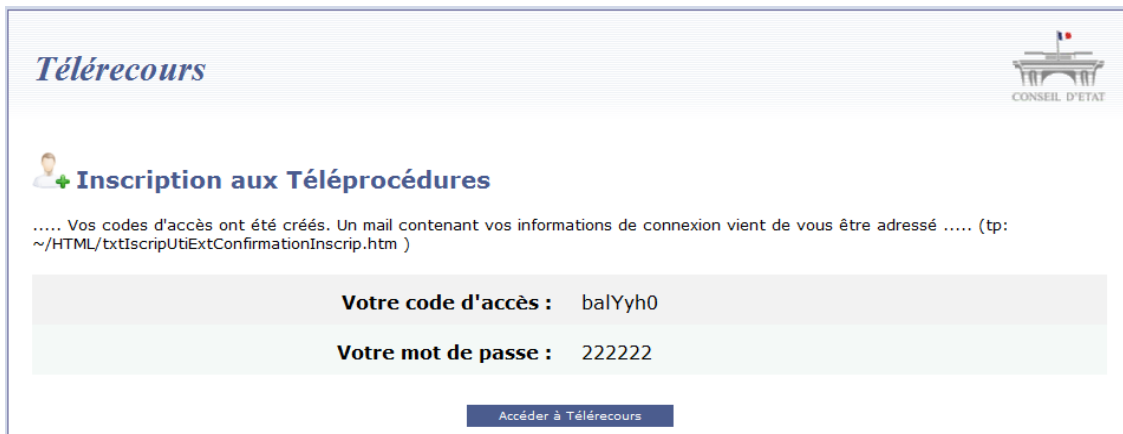 Télérecours
CONSEIL D'ETAT
Inscription aux Téléprocédures
..... Vos codes d'accès ont été créés. Un mail contenant vos informations de connexion vient de vous être adressé ..... (tp:
~/HTML/txtIscripUtiExtConfirmationInscrip.htm )
Votre code d'accès : balYyh0
Votre mot de passe : 222222
Accéder à Télérecours